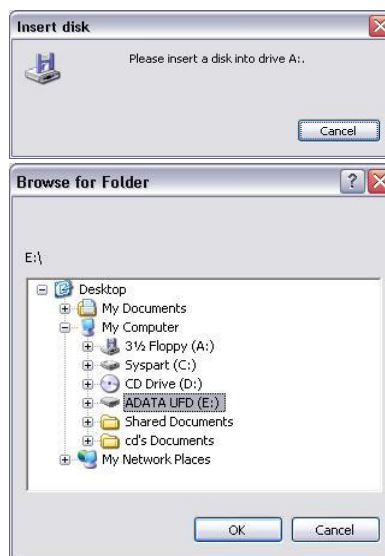 Insert disk
Please insert a disk into drive A:.
Cancel
Browse for Folder
E:\
Desktop
My Documents
My Computer
3½ Floppy (A:)
Syspart (C:)
CD Drive (D:)
ADATA UFD (E:)
Shared Documents
cd's Documents
My Network Places
OK Cancel